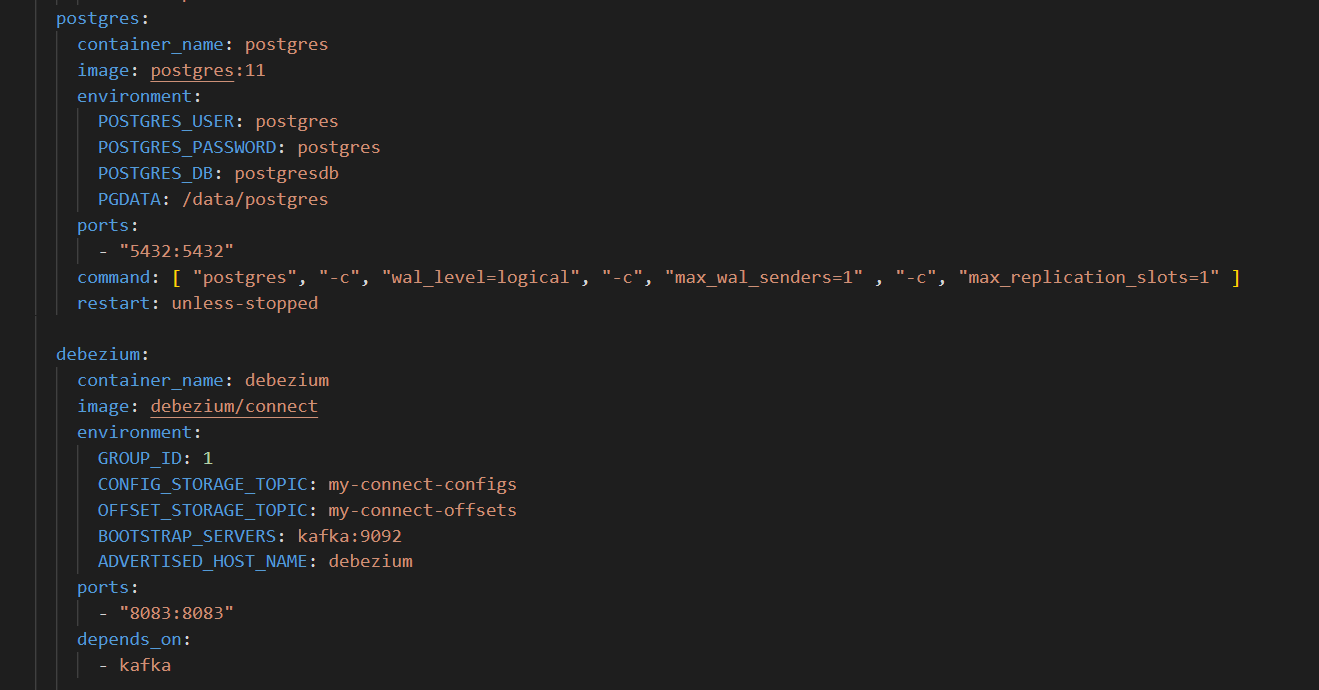 postgres:
container_name: postgres
image: postgres:11
environment:
POSTGRES_USER: postgres
POSTGRES_PASSWORD: postgres
POSTGRES_DB: postgresdb
PGDATA: /data/postgres
ports:
- "5432:5432"
command: [ "postgres", "-c", "wal_level=logical", "-c", "max_wal_senders=1" , "-c", "max_replication_slots=1" ]
restart: unless-stopped
debezium:
container_name: debezium
image: debezium/connect
environment:
GROUP_ID: 1
CONFIG_STORAGE_TOPIC: my-connect-configs
OFFSET_STORAGE_TOPIC: my-connect-offsets
BOOTSTRAP_SERVERS: kafka:9092
ADVERTISED_HOST_NAME: debezium
ports:
- "8083:8083"
depends_on:
- kafka